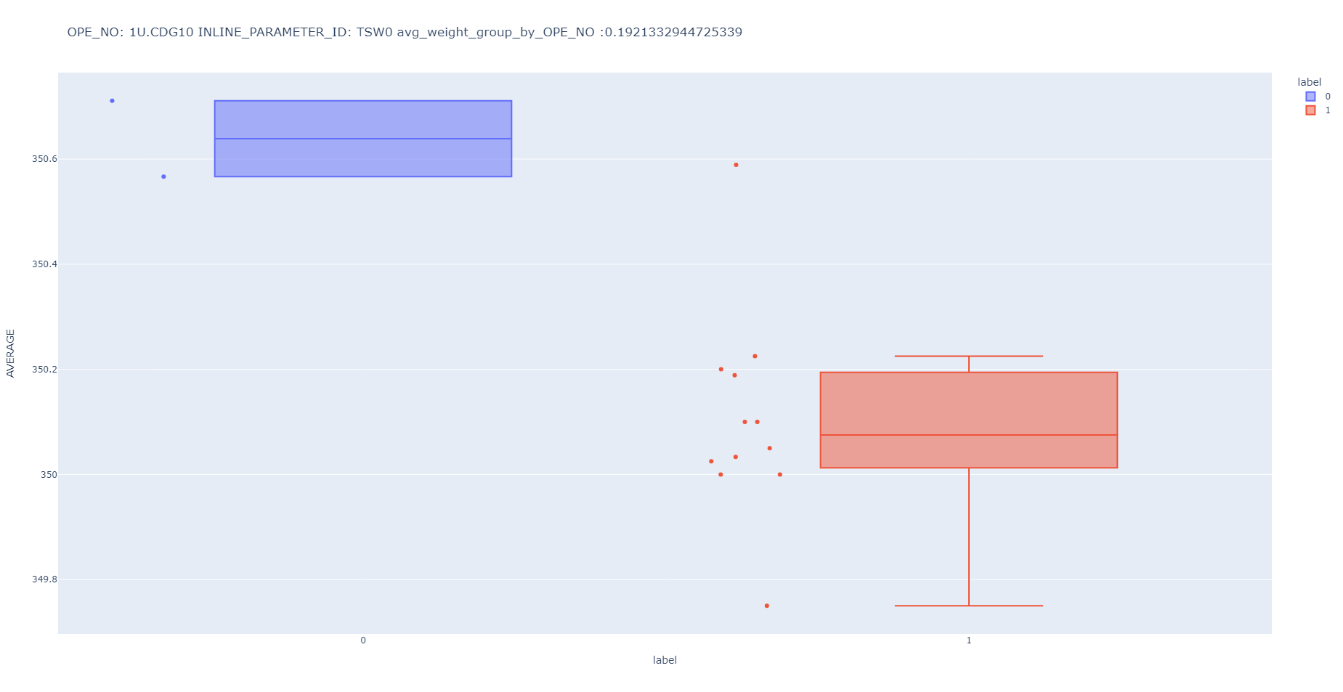 OPE_NO: 1U.CDG10 INLINE_PARAMETER_ID: TSW0 avg_weight_group_by_OPE_NO :0.1921332944725339
label
0
1
350.6
350.4
350.2
350
349.8
AVERAGE
0
1
label